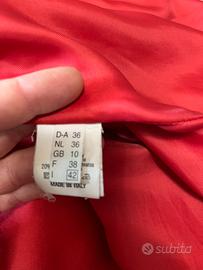 D-A 36
NL 36
GB 10
F 38
I 42
MADE IN ITALY
subito